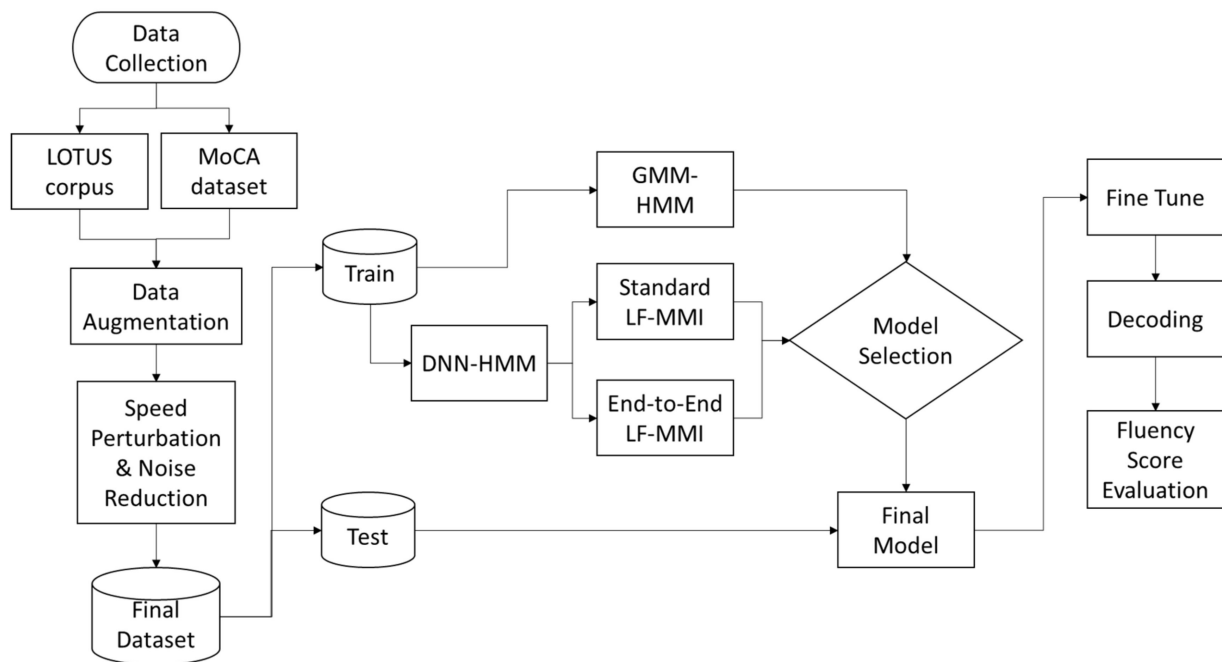 Data
Collection
LOTUS
corpus
MoCA
dataset
Data
Augmentation
Speed
Perturbation
& Noise
Reduction
Final
Dataset
Train
Test
DNN-HMM
GMM-
HMM
Standard
LF-MMI
End-to-End
LF-MMI
Model
Selection
Final
Model
Fine Tune
Decoding
Fluency
Score
Evaluation